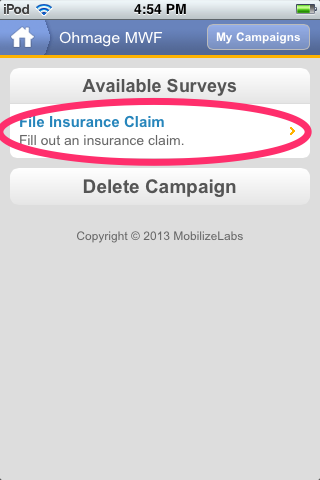 iPod 4:54 PM
Ohmage MWF My Campaigns
Available Surveys
File Insurance Claim
Fill out an insurance claim.
Delete Campaign
Copyright © 2013 MobilizeLabs